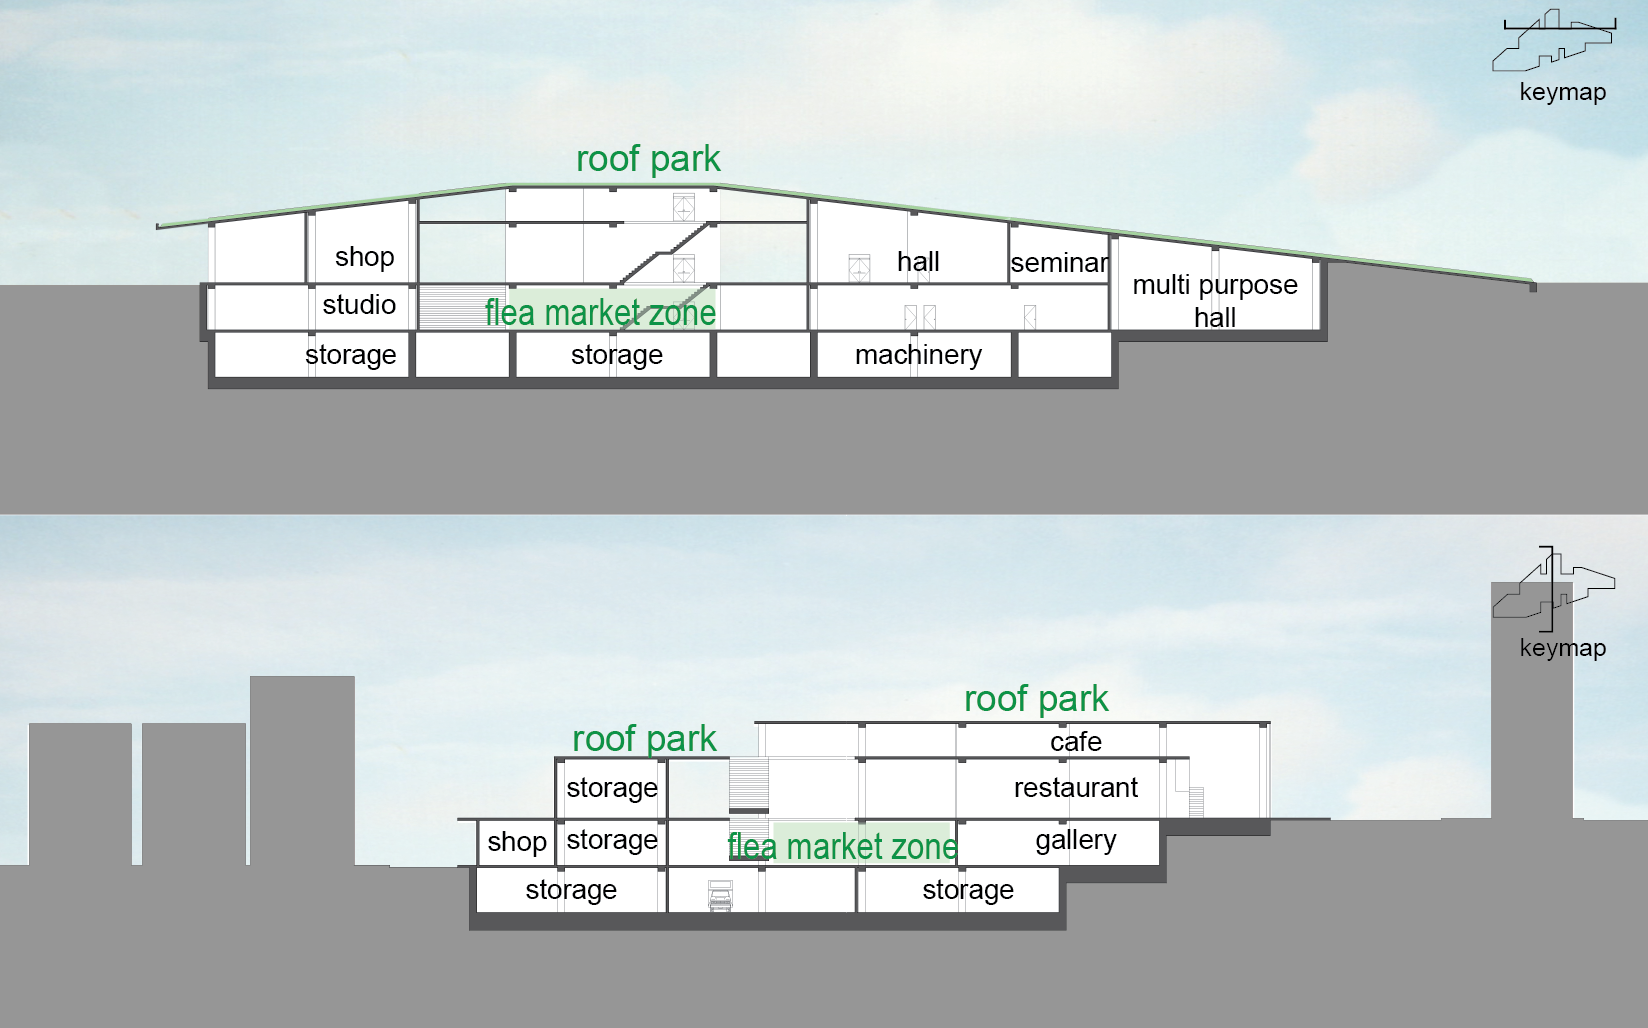 keymap
roof park
shop
hall
seminar
multi purpose
hall
studio
flea market zone
storage
storage
machinery
keymap
roof park
roof park
cafe
storage
restaurant
shop
storage
flea market zone
gallery
storage
storage